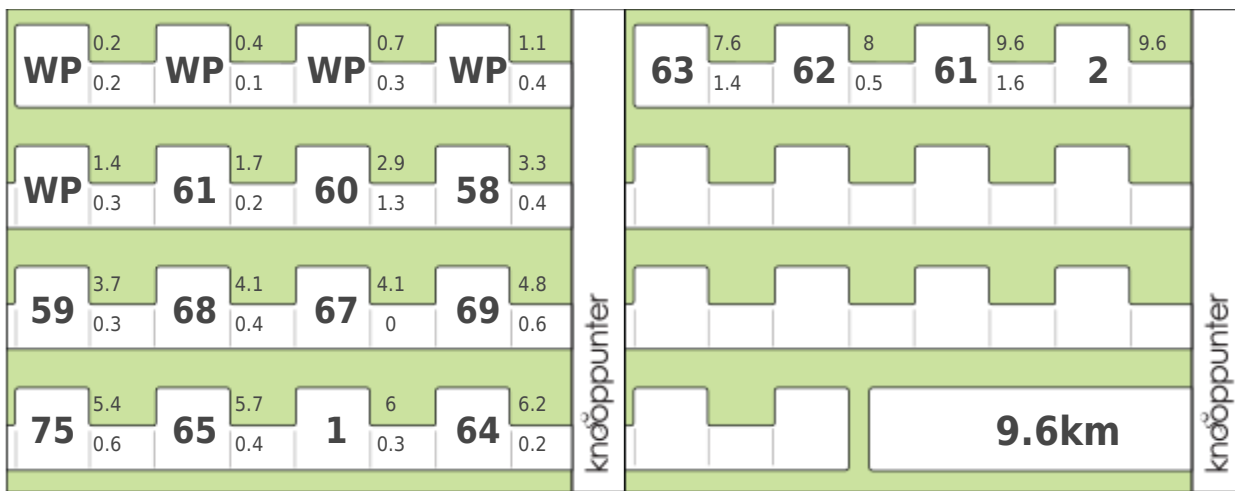 WP 0.2 0.2 WP 0.4 0.1 WP 0.7 0.3 WP 1.1 0.4
WP 1.4 0.3 61 1.7 0.2 60 2.9 1.3 58 3.3 0.4
59 3.7 0.3 68 4.1 0.4 67 4.1 0 69 4.8 0.6
75 5.4 0.6 65 5.7 0.4 1 6 0.3 64 6.2 0.2
knooppunter
63 7.6 1.4 62 8 0.5 61 9.6 1.6 2 9.6
9.6km
knooppunter